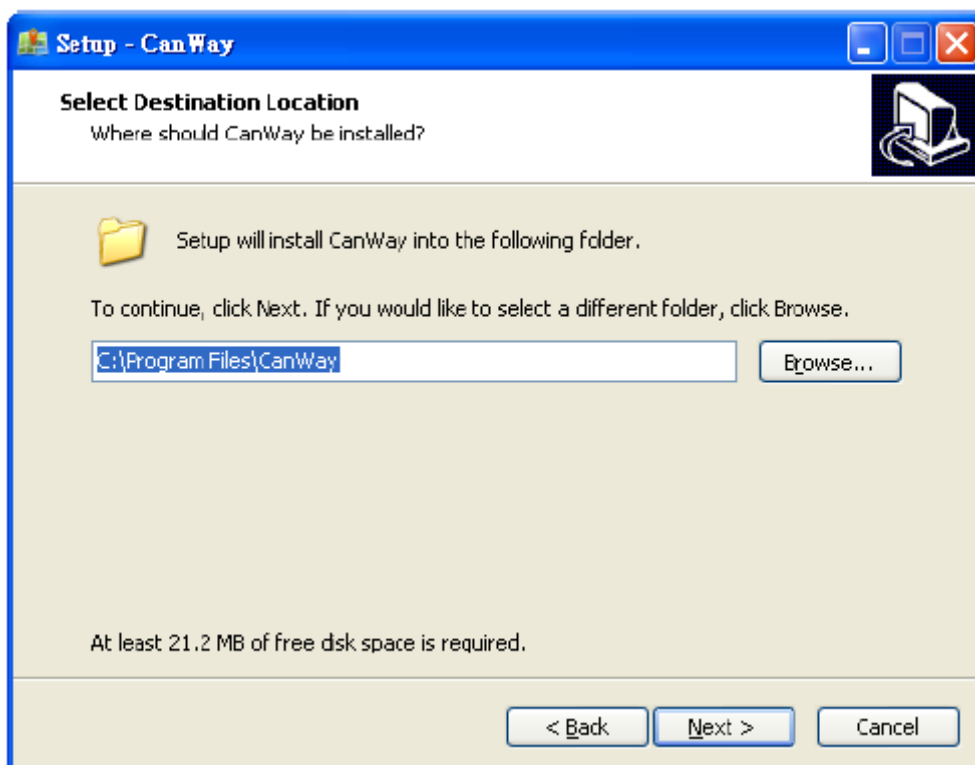 Setup - CanWay
Select Destination Location
Where should CanWay be installed?
Setup will install CanWay into the following folder.
To continue, click Next. If you would like to select a different folder, click Browse.
C:\Program Files\CanWay
Browse...
At least 21.2 MB of free disk space is required.
< Back Next > Cancel